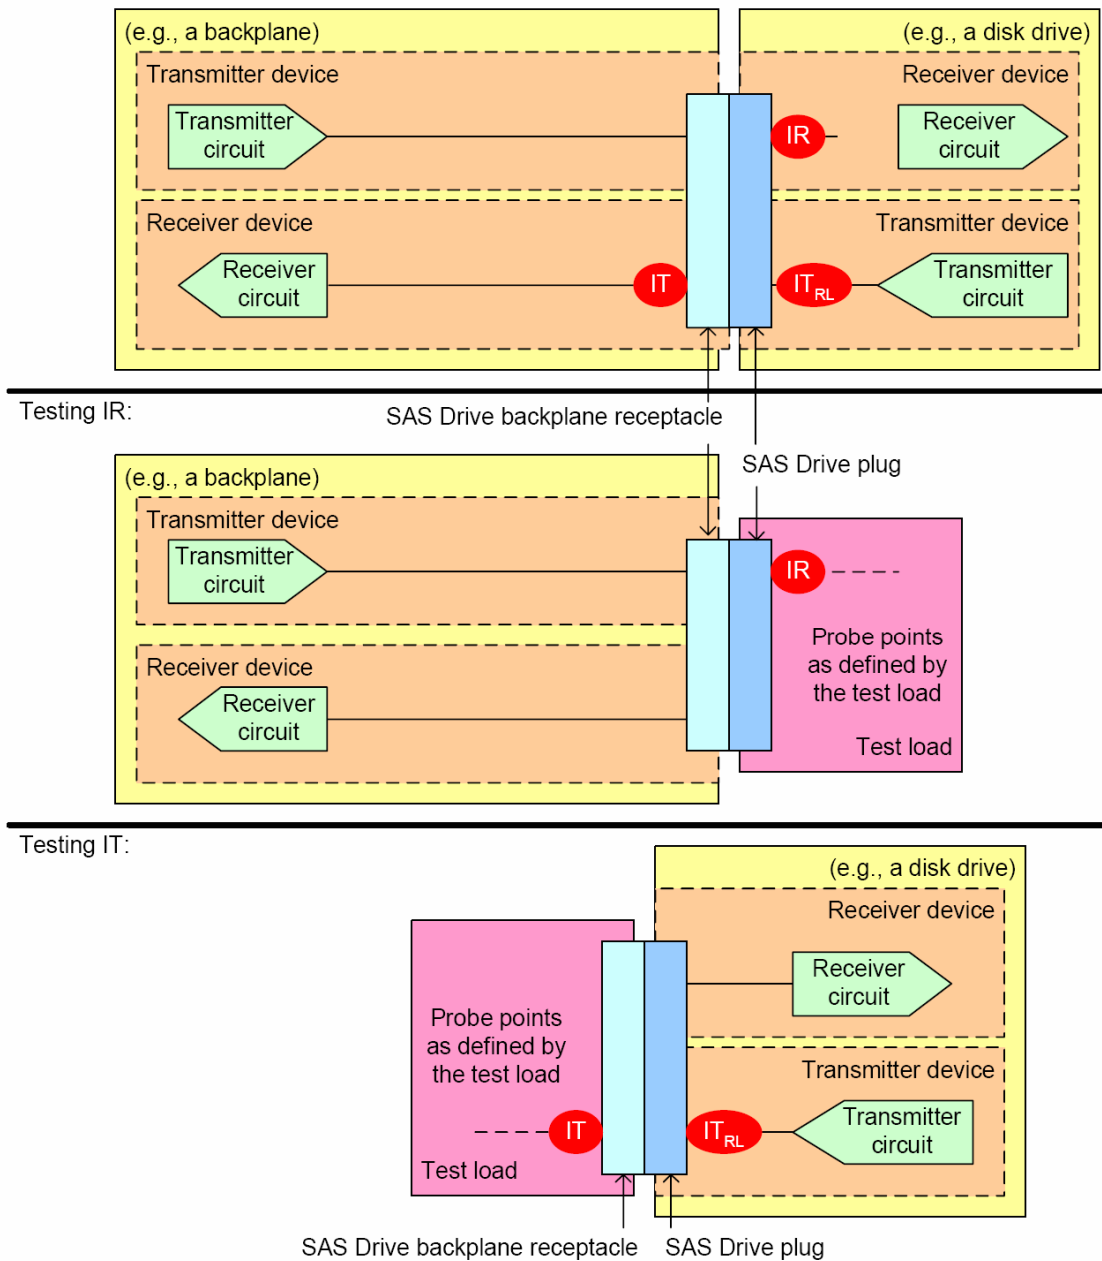 (e.g., a backplane)
(e.g., a disk drive)
Transmitter device
Receiver device
Transmitter
circuit
IR
Receiver
circuit
Receiver device
Transmitter device
Receiver
circuit
IT
ITRL
Transmitter
circuit
Testing IR:
SAS Drive backplane receptacle
SAS Drive plug
(e.g., a backplane)
Transmitter device
Transmitter
circuit
IR
Probe points
as defined by
the test load
Receiver device
Receiver
circuit
Test load
Testing IT:
(e.g., a disk drive)
Receiver device
Receiver
circuit
Probe points
as defined by
the test load
Transmitter device
IT
ITRL
Transmitter
circuit
Test load
SAS Drive backplane receptacle
SAS Drive plug